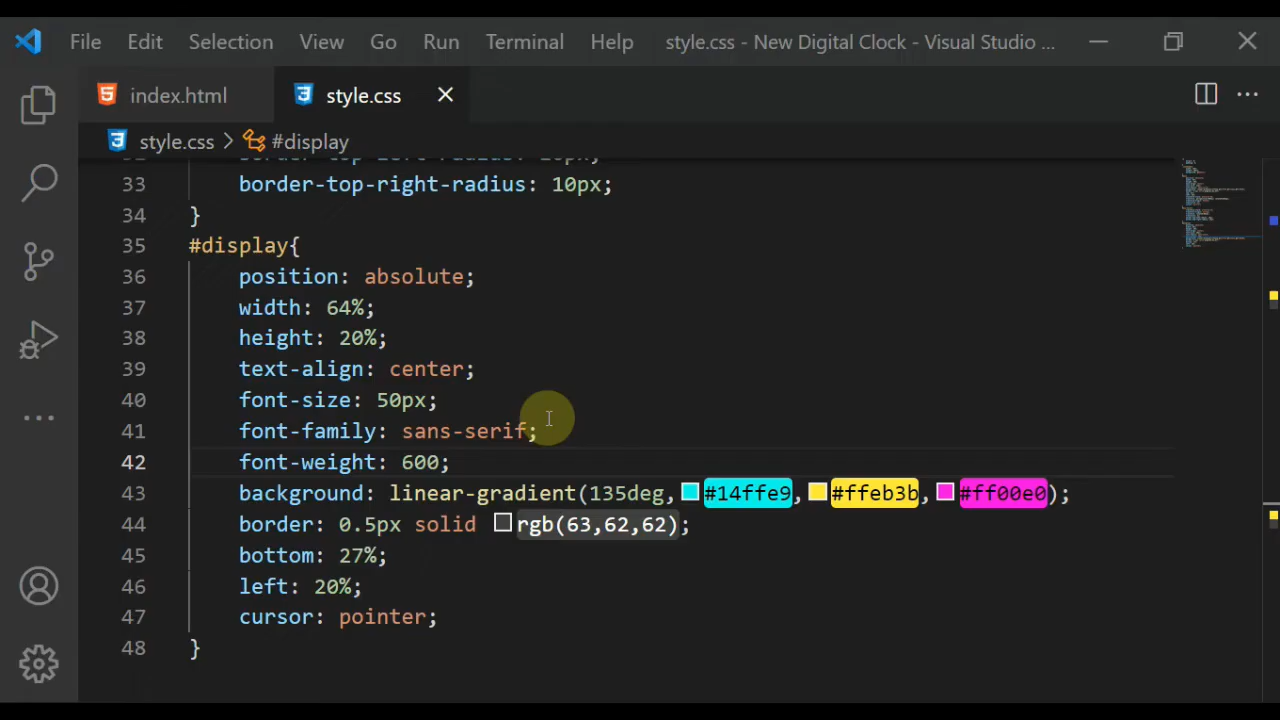 File Edit Selection View Go Run Terminal Help style.css - New Digital Clock - Visual Studio ...
index.html style.css
style.css > #display
33 border-top-right-radius: 10px;
34 }
35 #display{
36 position: absolute;
37 width: 64%;
38 height: 20%;
39 text-align: center;
40 font-size: 50px;
41 font-family: sans-serif;
42 font-weight: 600;
43 background: linear-gradient(135deg,#14ffe9,#ffeb3b,#ff00e0);
44 border: 0.5px solid rgb(63,62,62);
45 bottom: 27%;
46 left: 20%;
47 cursor: pointer;
48 }